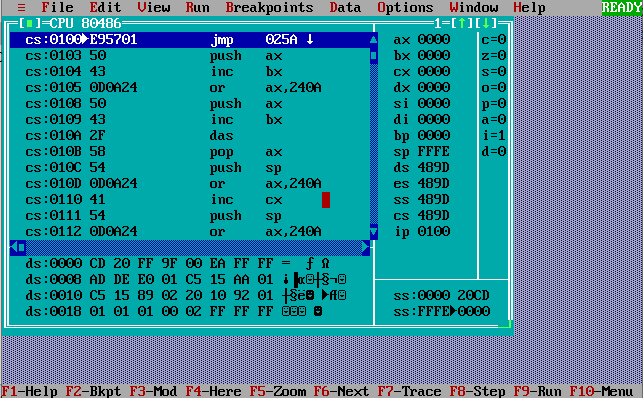 ≡ File Edit View Run Breakpoints Data Options Window Help READY
[■]=CPU 80486 1=[↑][↓]
cs:0100►E95701 jmp 025A ↓ ax 0000 c=0
cs:0103 50 push ax bx 0000 z=0
cs:0104 43 inc bx cx 0000 s=0
cs:0105 0D0A24 or ax,240A dx 0000 o=0
cs:0108 50 push ax si 0000 p=0
cs:0109 43 inc bx di 0000 a=0
cs:010A 2F das bp 0000 i=1
cs:010B 58 pop ax sp FFFE d=0
cs:010C 54 push sp ds 489D
cs:010D 0D0A24 or ax,240A es 489D
cs:0110 41 inc cx ss 489D
cs:0111 54 push sp cs 489D
cs:0112 0D0A24 or ax,240A ip 0100
ds:0000 CD 20 FF 9F 00 EA FF FF = ƒ Ω
ds:0008 AD DE E0 01 C5 15 AA 01 ¡▐α☺┼§¬☺
ds:0010 C5 15 89 02 20 10 92 01 ┼§ë☻ ►Æ☺ ss:0000 20CD
ds:0018 01 01 01 00 02 FF FF FF ☺☺☺ ☻ ss:FFFE►0000
F1-Help F2-Bkpt F3-Mod F4-Here F5-Zoom F6-Next F7-Trace F8-Step F9-Run F10-Menu